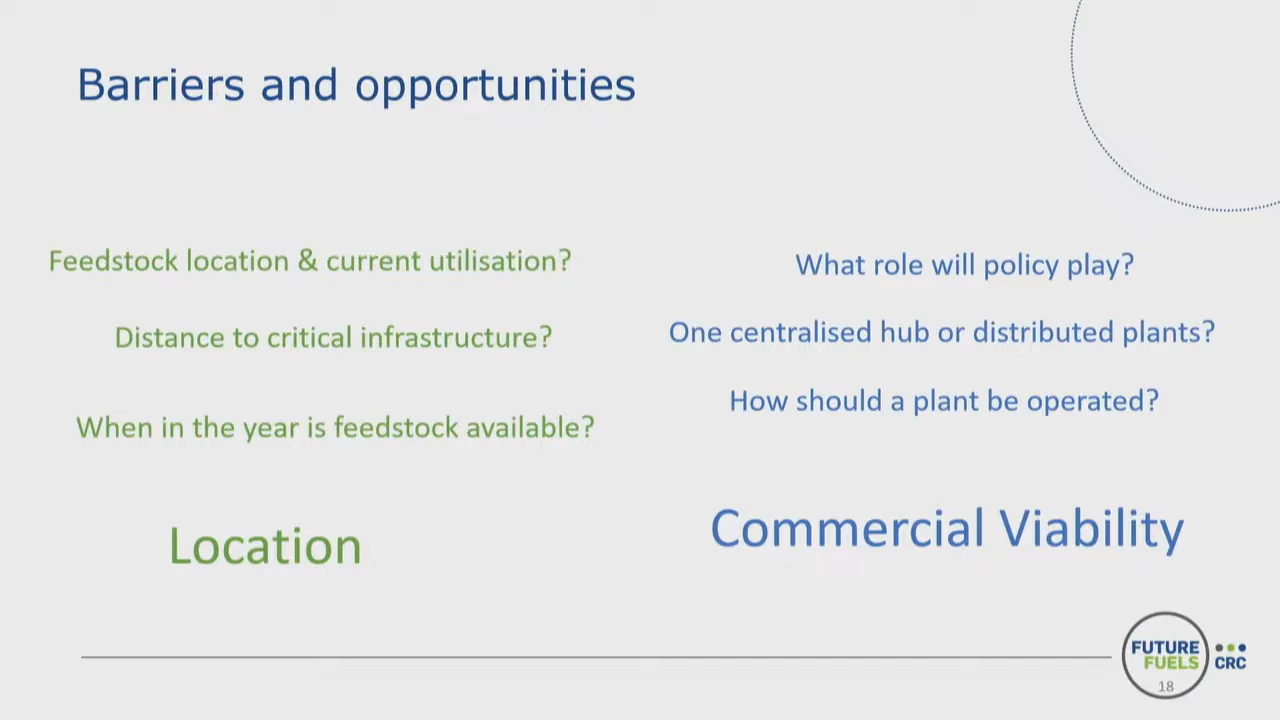 Barriers and opportunities
Feedstock location & current utilisation?
Distance to critical infrastructure?
When in the year is feedstock available?
Location
What role will policy play?
One centralised hub or distributed plants?
How should a plant be operated?
Commercial Viability
FUTURE
FUELS CRC
18